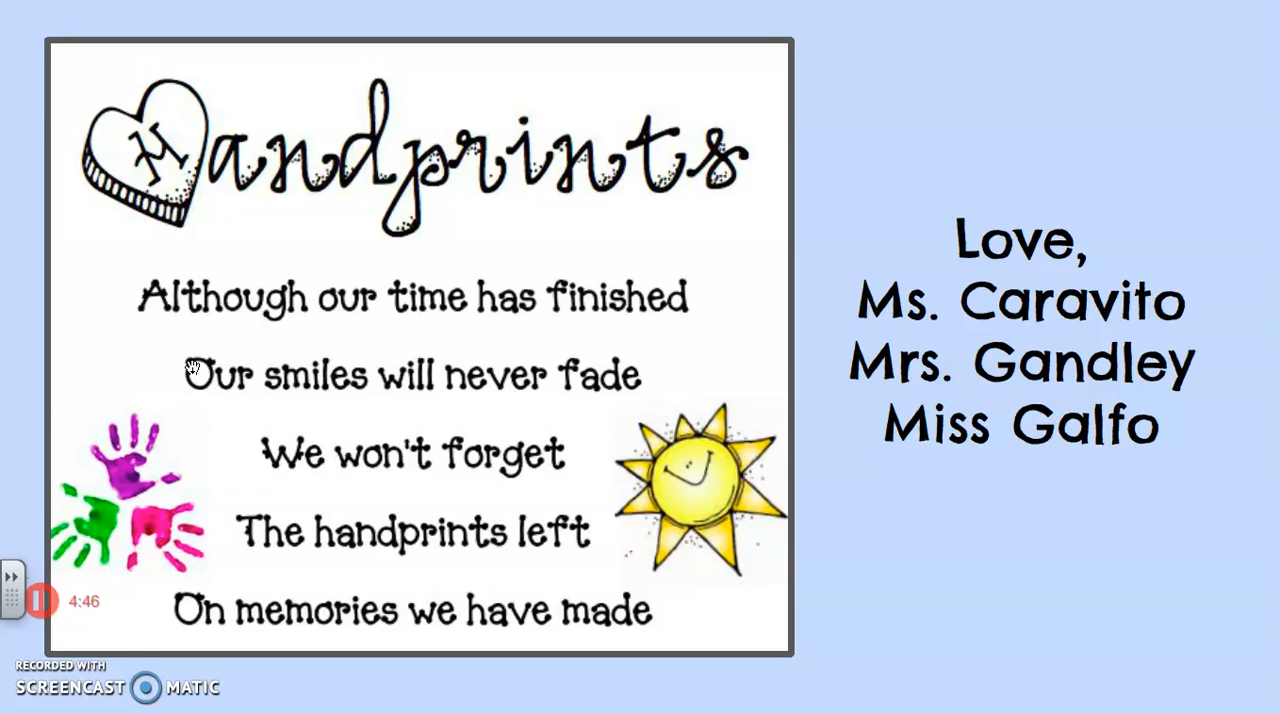 Handprints
Although our time has finished
Our smiles will never fade
We won't forget
The handprints left
On memories we have made
Love,
Ms. Caravito
Mrs. Gandley
Miss Galfo
4:46
RECORDED WITH
SCREENCAST MATIC